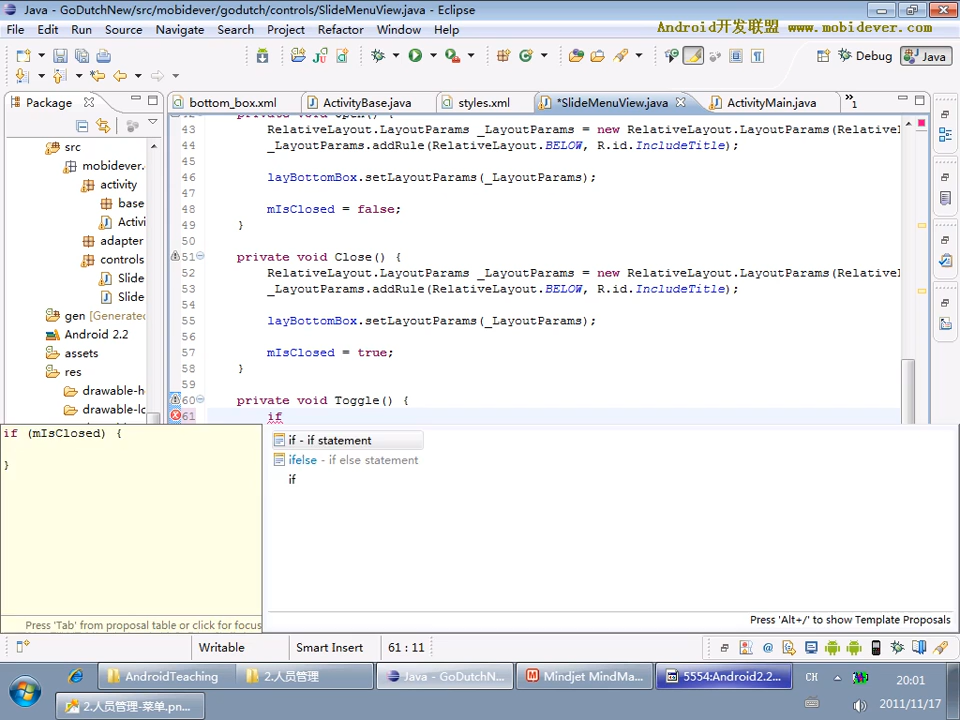 Java - GoDutchNew/src/mobidever/godutch/controls/SlideMenuView.java - Eclipse
File Edit Run Source Navigate Search Project Refactor Window Help
Android开发联盟 www.mobidever.com
Debug Java
Package
bottom_box.xml ActivityBase.java styles.xml *SlideMenuView.java ActivityMain.java »1
src
mobidever.
activity
base
Activi
adapter
controls
Slide
Slide
gen [Generated
Android 2.2
assets
res
drawable-h
drawable-lo
42 private void Open() {
43 RelativeLayout.LayoutParams _LayoutParams = new RelativeLayout.LayoutParams(RelativeL
44 _LayoutParams.addRule(RelativeLayout.BELOW, R.id.IncludeTitle);
45
46 layBottomBox.setLayoutParams(_LayoutParams);
47
48 mIsClosed = false;
49 }
50
51 private void Close() {
52 RelativeLayout.LayoutParams _LayoutParams = new RelativeLayout.LayoutParams(RelativeL
53 _LayoutParams.addRule(RelativeLayout.BELOW, R.id.IncludeTitle);
54
55 layBottomBox.setLayoutParams(_LayoutParams);
56
57 mIsClosed = true;
58 }
59
60 private void Toggle() {
61 if
if (mIsClosed) {
}
Press 'Tab' from proposal table or click for focus
if - if statement
ifelse - if else statement
if
Press 'Alt+/' to show Template Proposals
Writable Smart Insert 61 : 11
AndroidTeaching 2.人员管理 Java - GoDutchN... Mindjet MindMa... 5554:Android2.2... CH 20:01
2.人员管理-菜单.pn... 2011/11/17